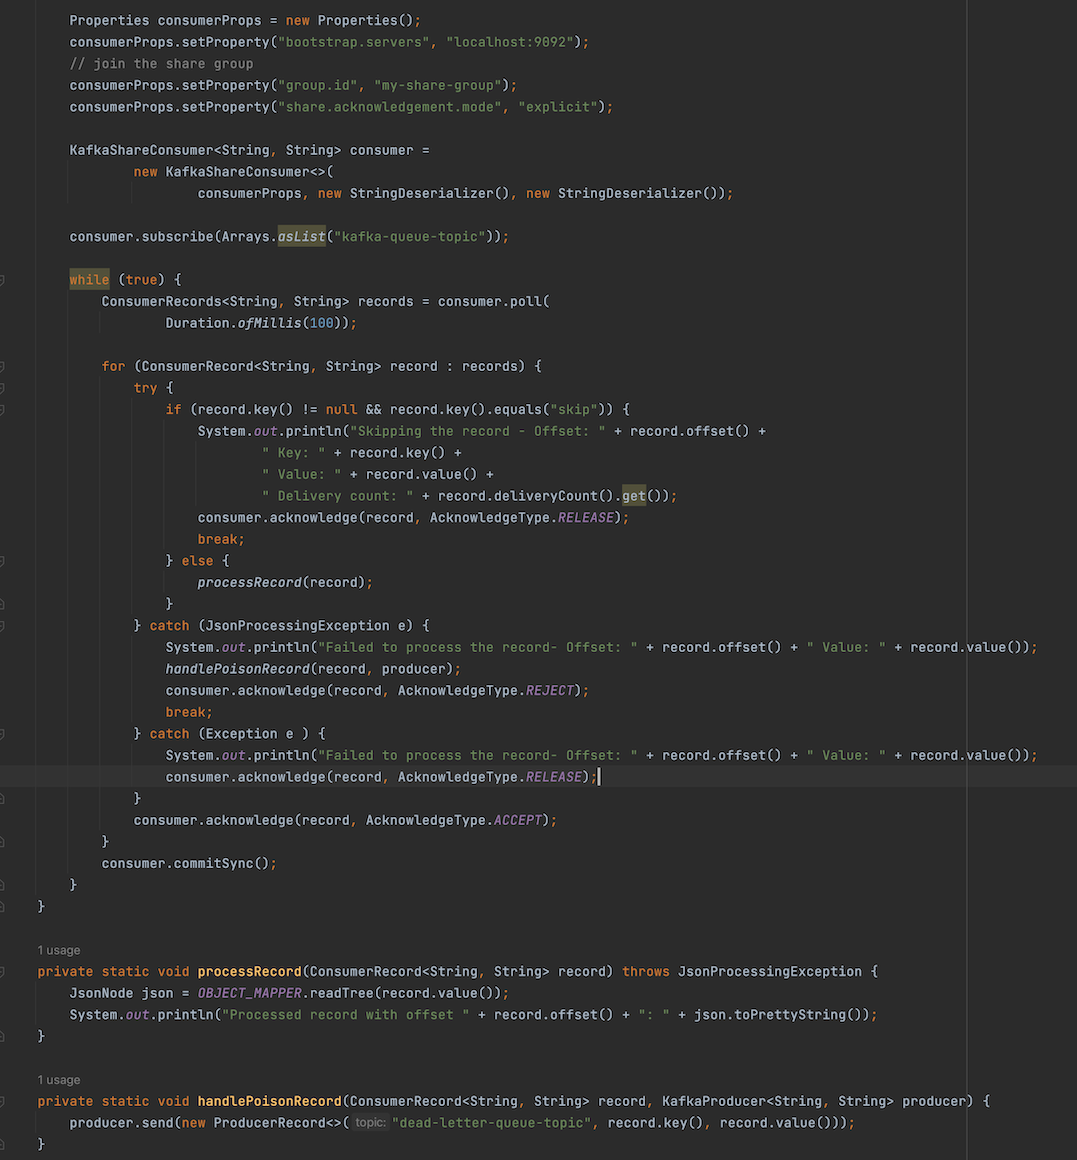 Properties consumerProps = new Properties();
consumerProps.setProperty("bootstrap.servers", "localhost:9092");
// join the share group
consumerProps.setProperty("group.id", "my-share-group");
consumerProps.setProperty("share.acknowledgement.mode", "explicit");
KafkaShareConsumer<String, String> consumer =
new KafkaShareConsumer<>(
consumerProps, new StringDeserializer(), new StringDeserializer());
consumer.subscribe(Arrays.asList("kafka-queue-topic"));
while (true) {
ConsumerRecords<String, String> records = consumer.poll(
Duration.ofMillis(100));
for (ConsumerRecord<String, String> record : records) {
try {
if (record.key() != null && record.key().equals("skip")) {
System.out.println("Skipping the record - Offset: " + record.offset() +
" Key: " + record.key() +
" Value: " + record.value() +
" Delivery count: " + record.deliveryCount().get());
consumer.acknowledge(record, AcknowledgeType.RELEASE);
break;
} else {
processRecord(record);
}
} catch (JsonProcessingException e) {
System.out.println("Failed to process the record- Offset: " + record.offset() + " Value: " + record.value());
handlePoisonRecord(record, producer);
consumer.acknowledge(record, AcknowledgeType.REJECT);
break;
} catch (Exception e ) {
System.out.println("Failed to process the record- Offset: " + record.offset() + " Value: " + record.value());
consumer.acknowledge(record, AcknowledgeType.RELEASE);
}
consumer.acknowledge(record, AcknowledgeType.ACCEPT);
}
consumer.commitSync();
}
}
1 usage
private static void processRecord(ConsumerRecord<String, String> record) throws JsonProcessingException {
JsonNode json = OBJECT_MAPPER.readTree(record.value());
System.out.println("Processed record with offset " + record.offset() + ": " + json.toPrettyString());
}
1 usage
private static void handlePoisonRecord(ConsumerRecord<String, String> record, KafkaProducer<String, String> producer) {
producer.send(new ProducerRecord<>( topic: "dead-letter-queue-topic", record.key(), record.value()));
}